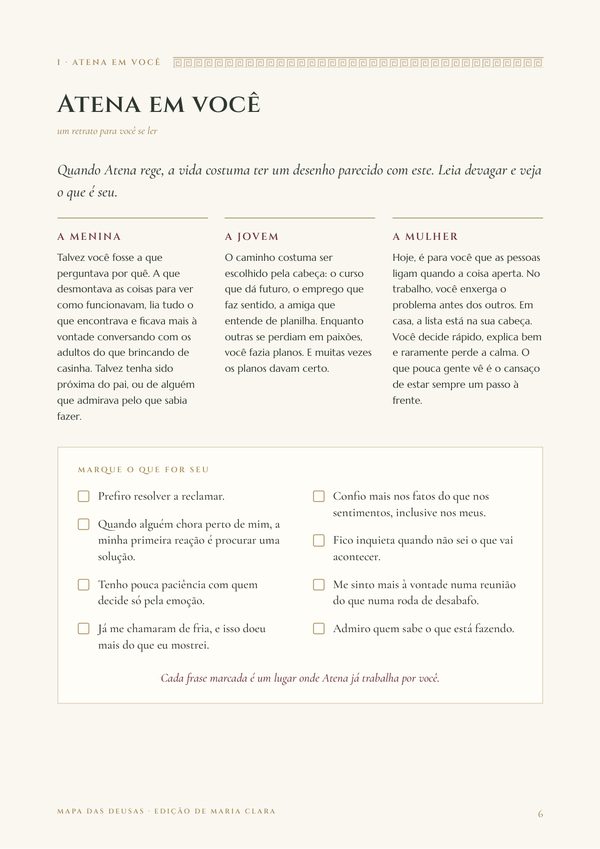 I · ATENA EM VOCÊ
ATENA EM VOCÊ
um retrato para você se ler
Quando Atena rege, a vida costuma ter um desenho parecido com este. Leia devagar e veja
o que é seu.
A MENINA
Talvez você fosse a que
perguntava por quê. A que
desmontava as coisas para ver
como funcionavam, lia tudo o
que encontrava e ficava mais à
vontade conversando com os
adultos do que brincando de
casinha. Talvez tenha sido
próxima do pai, ou de alguém
que admirava pelo que sabia
fazer.
A JOVEM
O caminho costuma ser
escolhido pela cabeça: o curso
que dá futuro, o emprego que
faz sentido, a amiga que
entende de planilha. Enquanto
outras se perdiam em paixões,
você fazia planos. E muitas vezes
os planos davam certo.
A MULHER
Hoje, é para você que as pessoas
ligam quando a coisa aperta. No
trabalho, você enxerga o
problema antes dos outros. Em
casa, a lista está na sua cabeça.
Você decide rápido, explica bem
e raramente perde a calma. O
que pouca gente vê é o cansaço
de estar sempre um passo à
frente.
MARQUE O QUE FOR SEU
Prefiro resolver a reclamar.
Quando alguém chora perto de mim, a
minha primeira reação é procurar uma
solução.
Tenho pouca paciência com quem
decide só pela emoção.
Já me chamaram de fria, e isso doeu
mais do que eu mostrei.
Confio mais nos fatos do que nos
sentimentos, inclusive nos meus.
Fico inquieta quando não sei o que vai
acontecer.
Me sinto mais à vontade numa reunião
do que numa roda de desabafo.
Admiro quem sabe o que está fazendo.
Cada frase marcada é um lugar onde Atena já trabalha por você.
MAPA DAS DEUSAS · EDIÇÃO DE MARIA CLARA
6